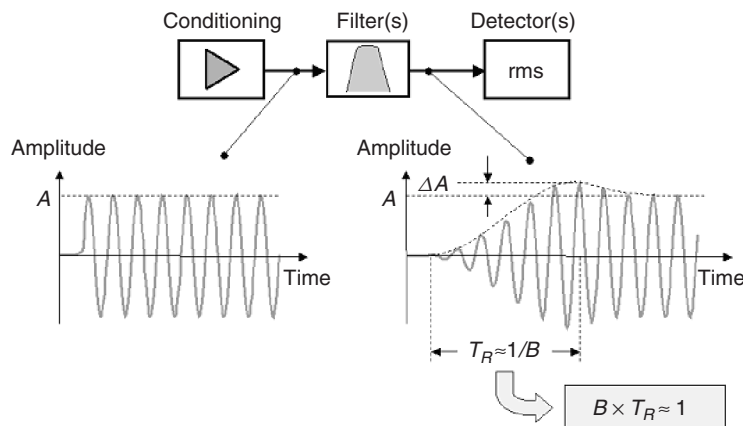 Conditioning Filter(s) Detector(s)
rms
Amplitude
A
Time
Amplitude
ΔA
A
Time
T_R≈1/B
B × T_R ≈ 1